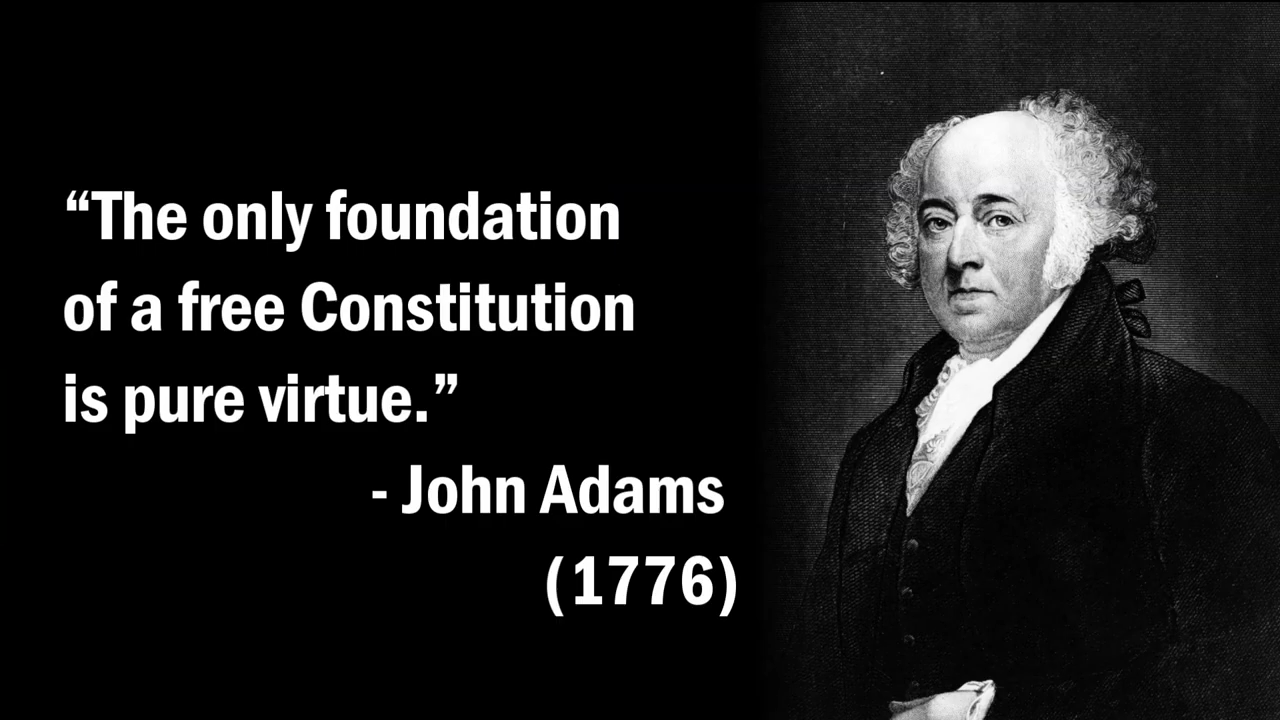 “The only foundation
of a free Constitution
is pure virtue.”
- John Adams
(1776)